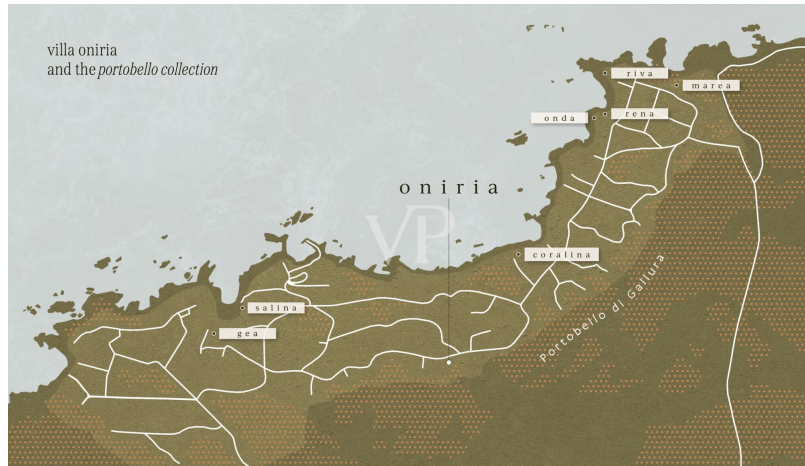 villa oniria
and the portobello collection
riva
marea
onda
rena
oniria
VP
coralina
Portobello di Gallura
salina
gea